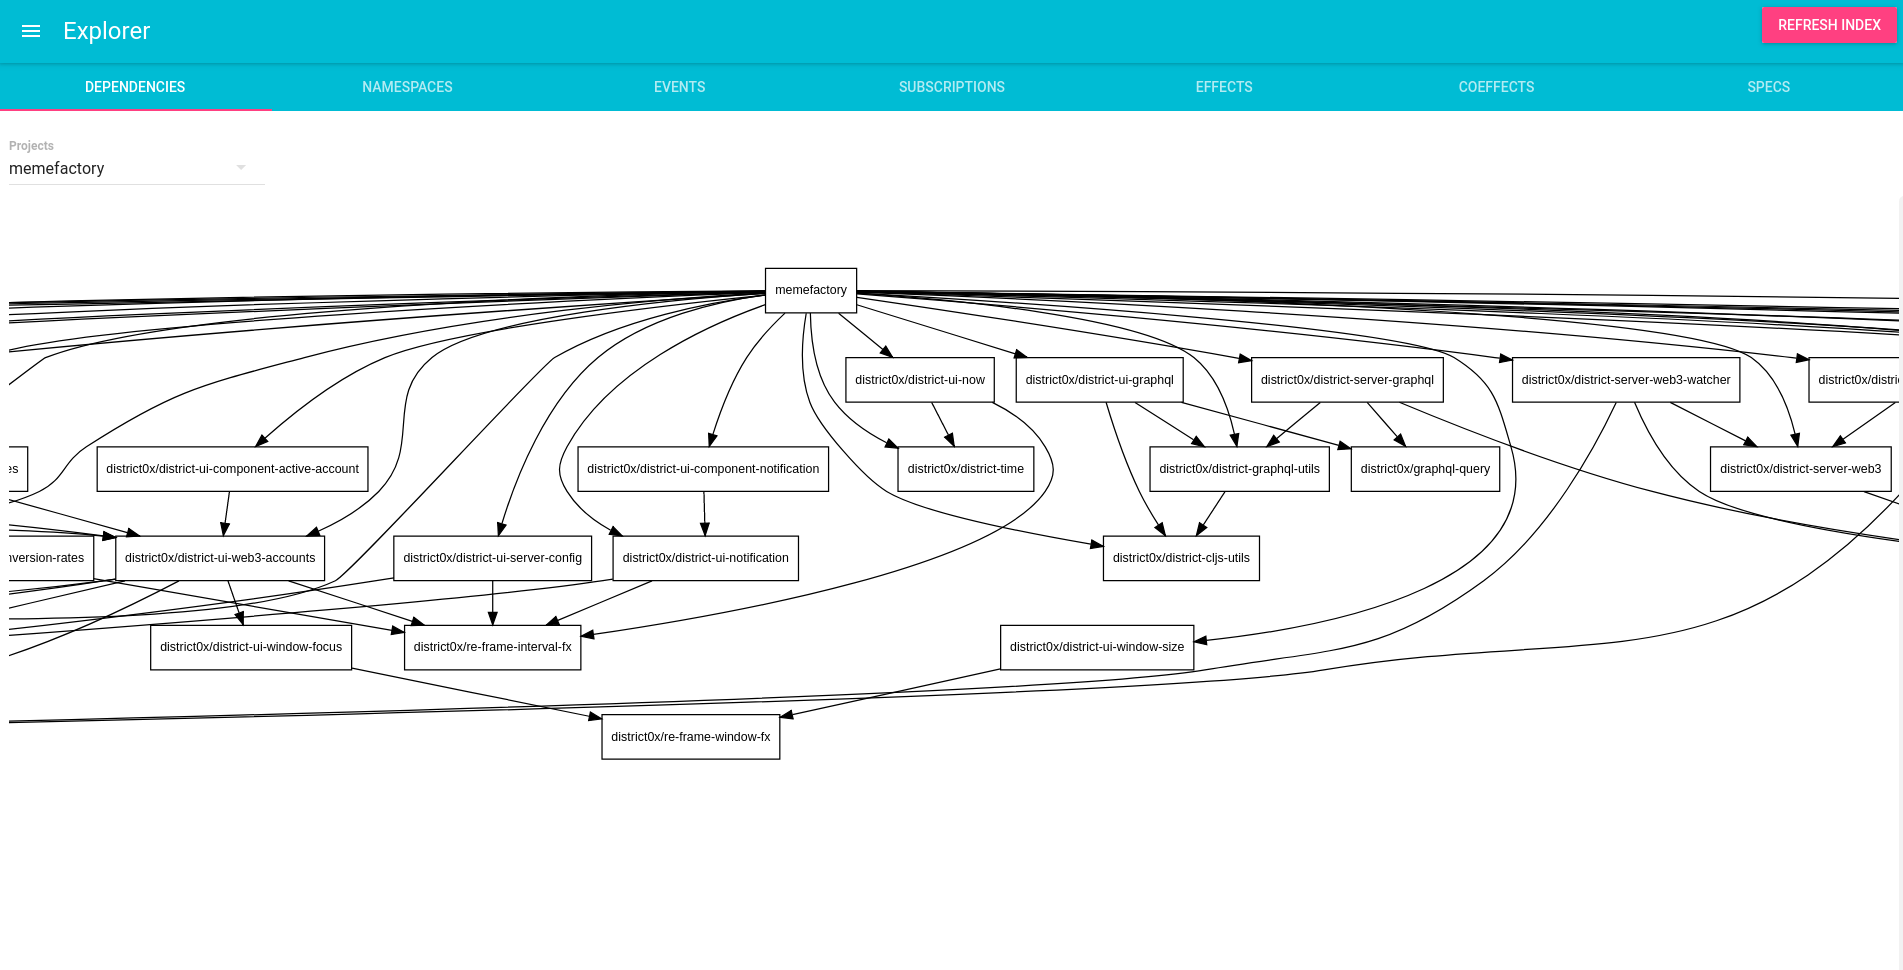 Explorer
REFRESH INDEX
DEPENDENCIES
NAMESPACES
EVENTS
SUBSCRIPTIONS
EFFECTS
COEFFECTS
SPECS
Projects
memefactory
memefactory
district0x/district-ui-now
district0x/district-ui-graphql
district0x/district-server-graphql
district0x/district-server-web3-watcher
district0x/distri
es
district0x/district-ui-component-active-account
district0x/district-ui-component-notification
district0x/district-time
district0x/district-graphql-utils
district0x/graphql-query
district0x/district-server-web3
nversion-rates
district0x/district-ui-web3-accounts
district0x/district-ui-server-config
district0x/district-ui-notification
district0x/district-cljs-utils
district0x/district-ui-window-focus
district0x/re-frame-interval-fx
district0x/district-ui-window-size
district0x/re-frame-window-fx